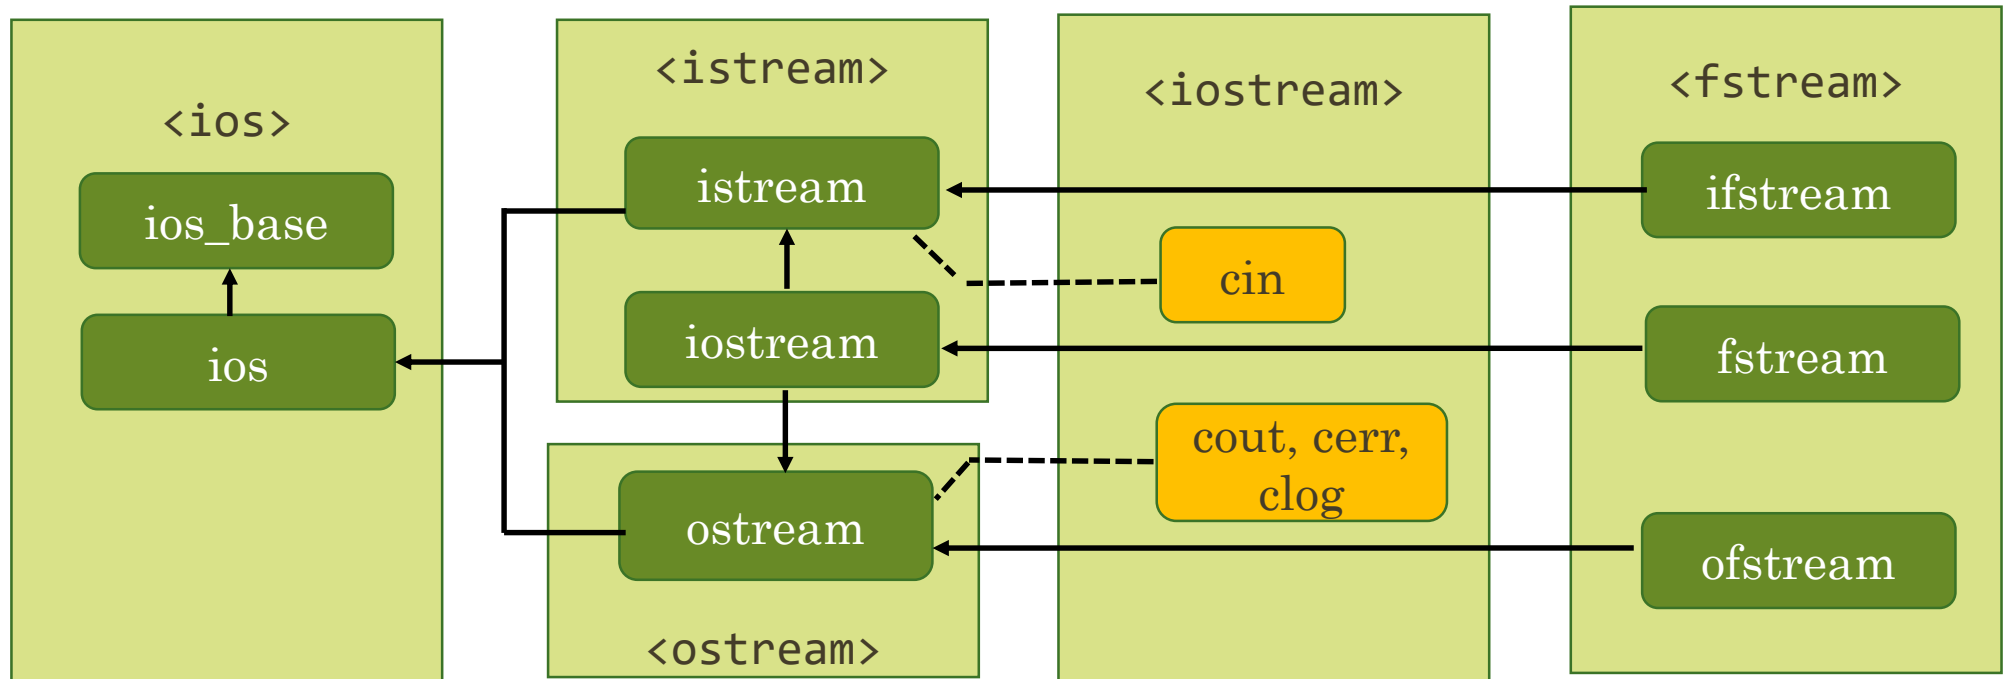 <ios>
ios_base
ios
<istream>
istream
iostream
ostream
<ostream>
<iostream>
cin
cout, cerr,
clog
<fstream>
ifstream
fstream
ofstream